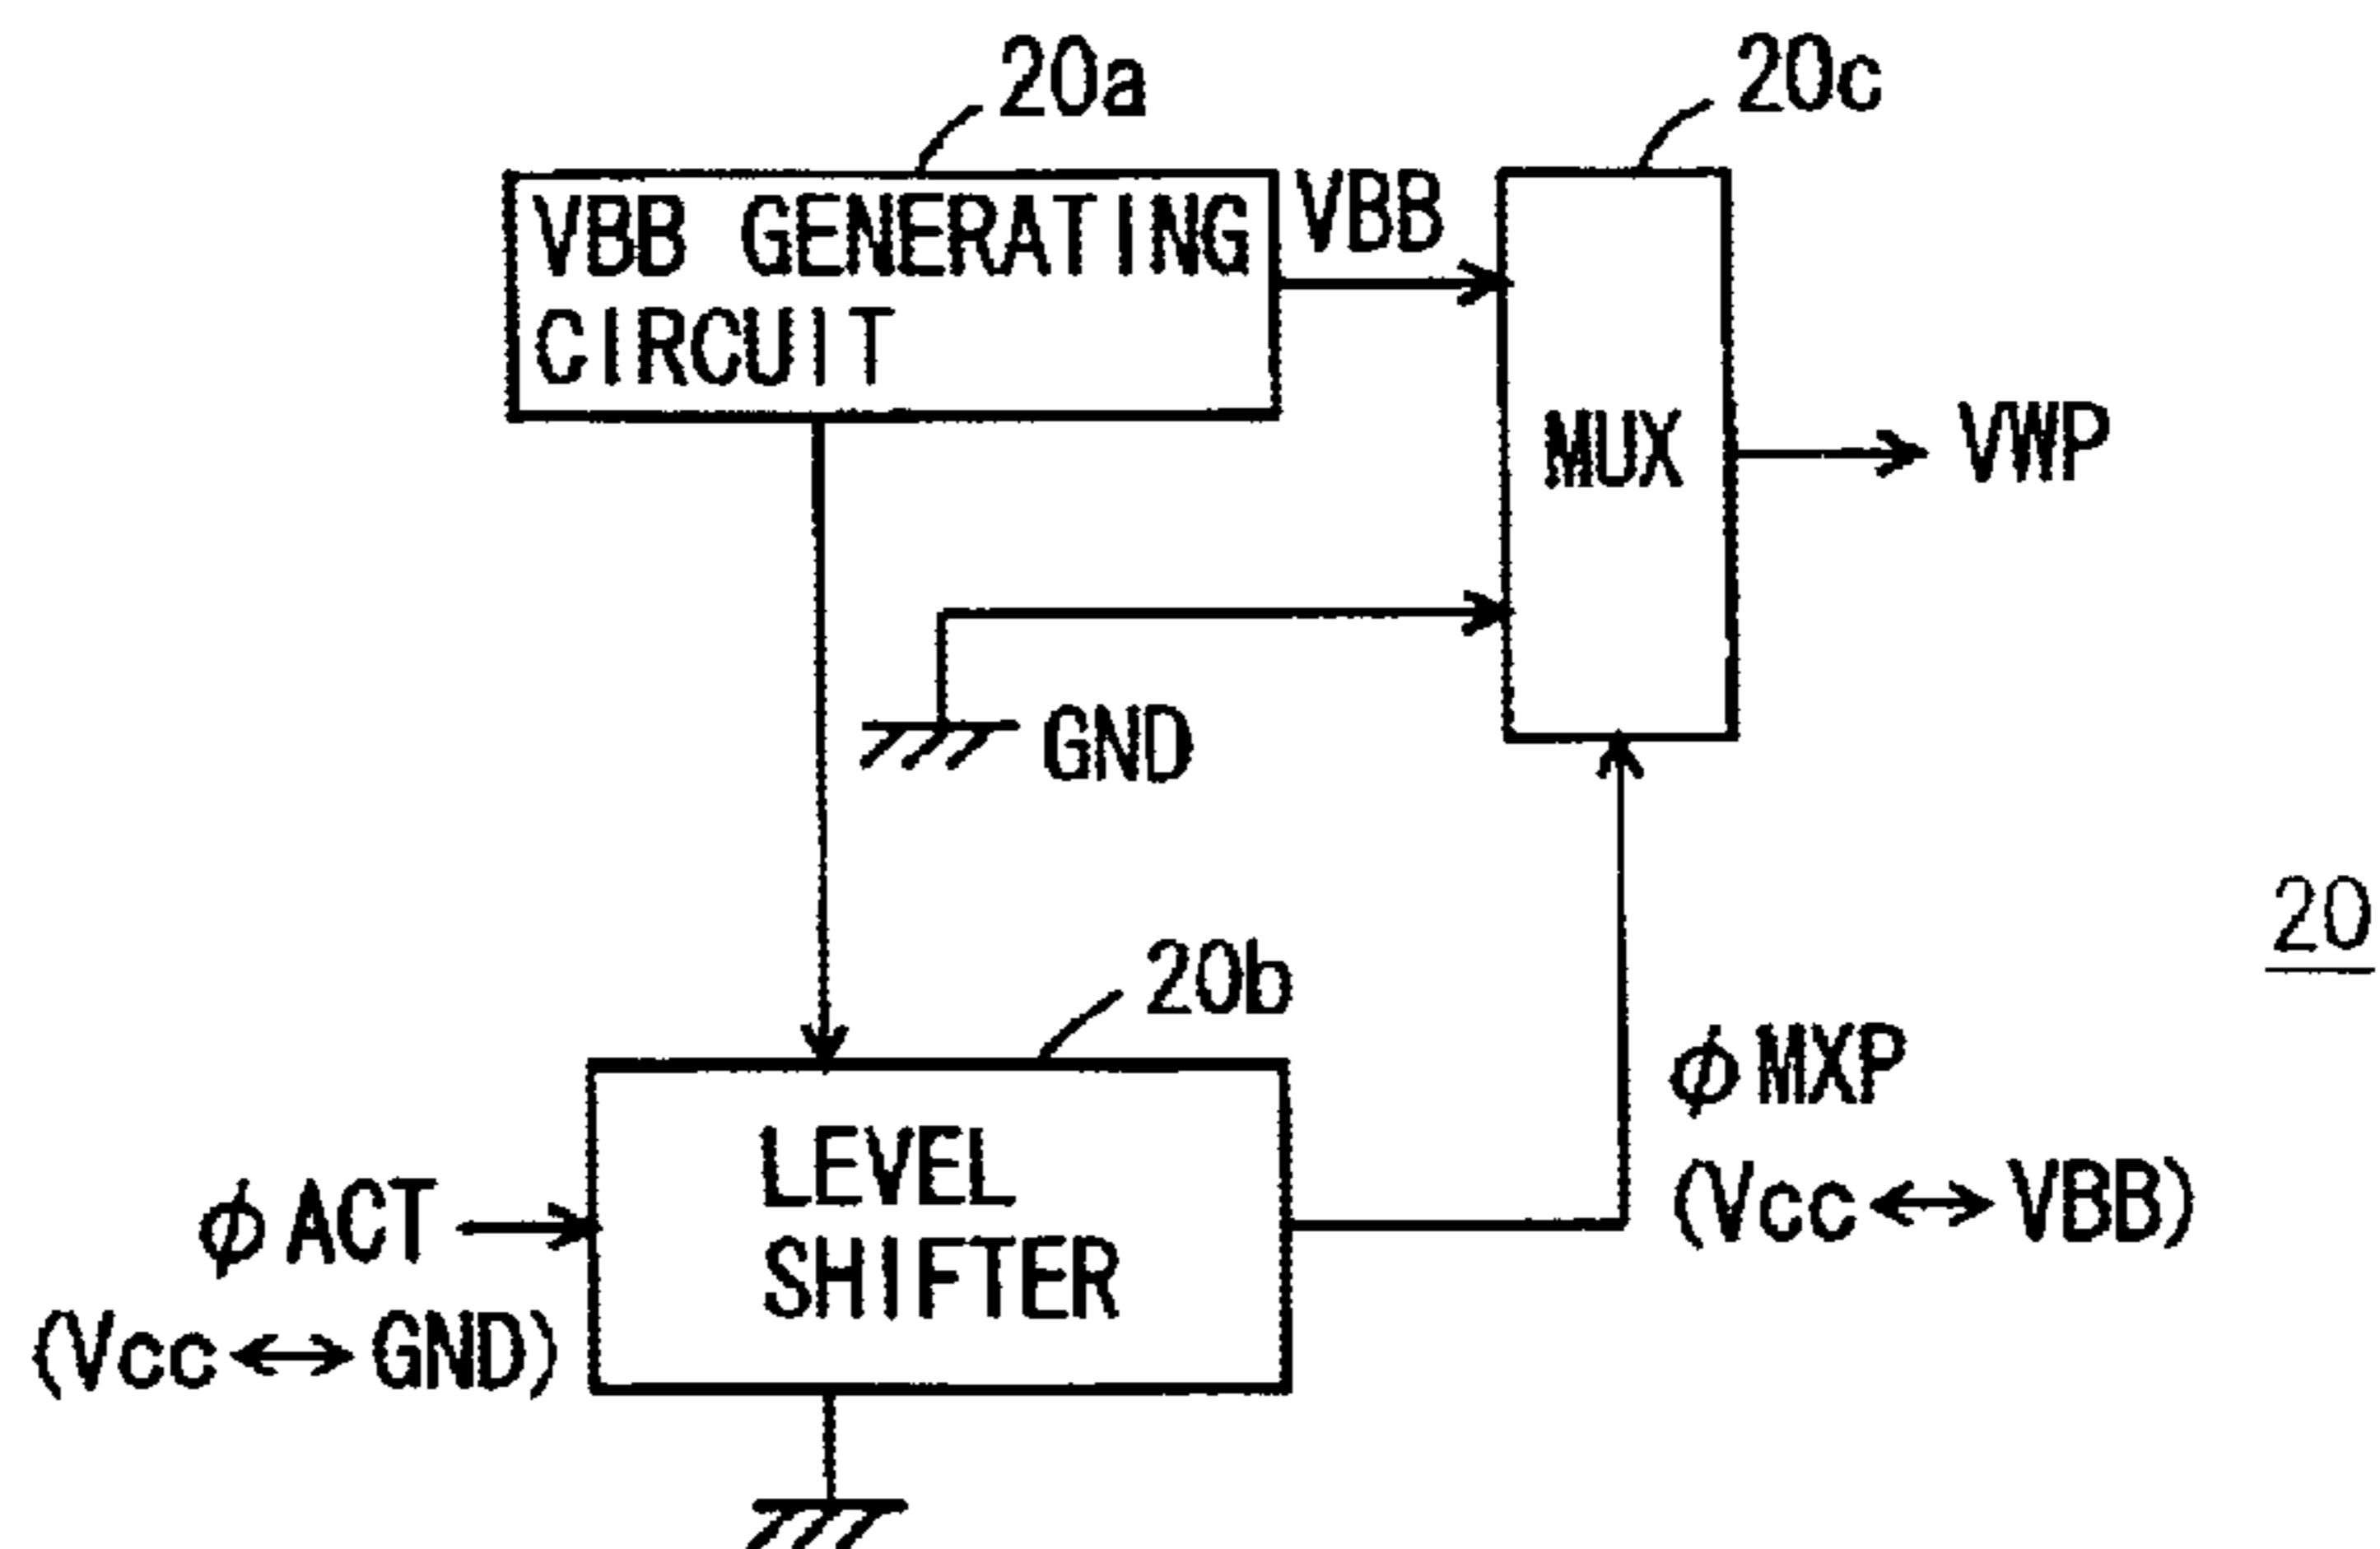 20a
20c
VBB GENERATING
CIRCUIT
VBB
MUX
VWP
GND
20
20b
LEVEL
SHIFTER
φACT
(Vcc↔GND)
φMXP
(Vcc↔VBB)